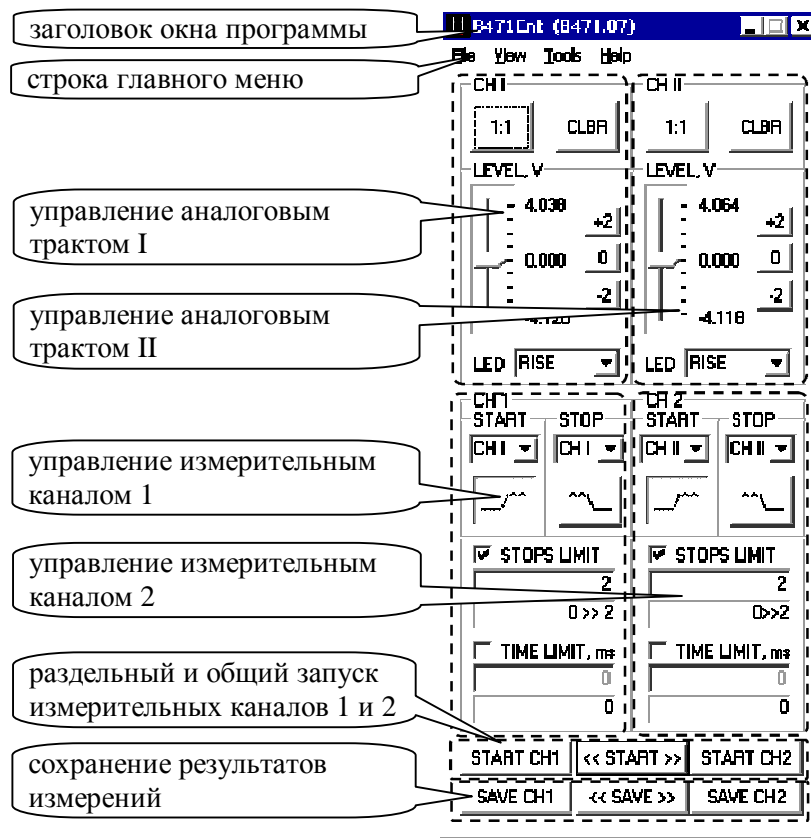 заголовок окна программы
B471Cnt (B471.07)
строка главного меню
File View Tools Help
управление аналоговым
трактом I
управление аналоговым
трактом II
CH I
1:1 CLBR
LEVEL, V
4.038
+2
0.000 0
-2
LED RISE
CH II
1:1 CLBR
LEVEL, V
4.064
+2
0.000 0
-2
-4.118
LED RISE
управление измерительным
каналом 1
управление измерительным
каналом 2
CH 1
START STOP
CH I CH I
STOPS LIMIT
2
0 >> 2
TIME LIMIT, ms
0
0
CH 2
START STOP
CH II CH II
STOPS LIMIT
2
0>>2
TIME LIMIT, ms
0
0
раздельный и общий запуск
измерительных каналов 1 и 2
START CH1 << START >> START CH2
сохранение результатов
измерений
SAVE CH1 << SAVE >> SAVE CH2